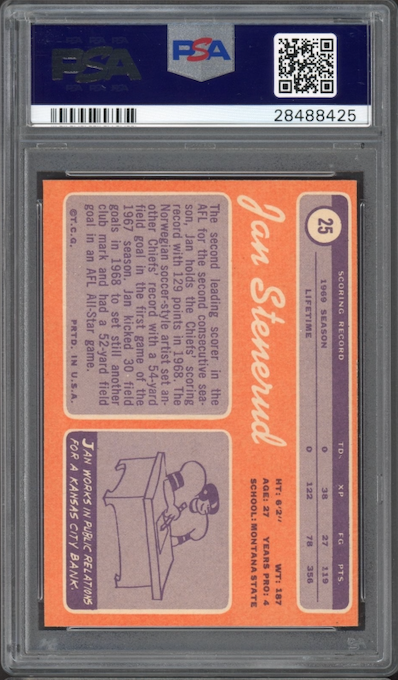 PSA
PSA
28488425
25
SCORING RECORD TD- XP FG PTS
1969 SEASON 0 38 27 119
LIFETIME 0 122 78 356
Jan Stenerud
HT: 6'2" WT: 187
AGE: 27 YEARS PRO: 4
SCHOOL: MONTANA STATE
The second leading scorer in the
AFL for the second consecutive sea-
son, Jan holds the Chiefs' scoring
record with 129 points in 1968. The
Norwegian soccer-style artist set an-
other Chiefs' record with a 54-yard
field goal in the first game of the
1967 season. Jan kicked 30 field
goals in 1968 to set still another
club mark and had a 52-yard field
goal in an AFL All-Star game.
©T.C.G. PRTD. IN U.S.A.
JAN WORKS IN PUBLIC RELATIONS
FOR A KANSAS CITY BANK.